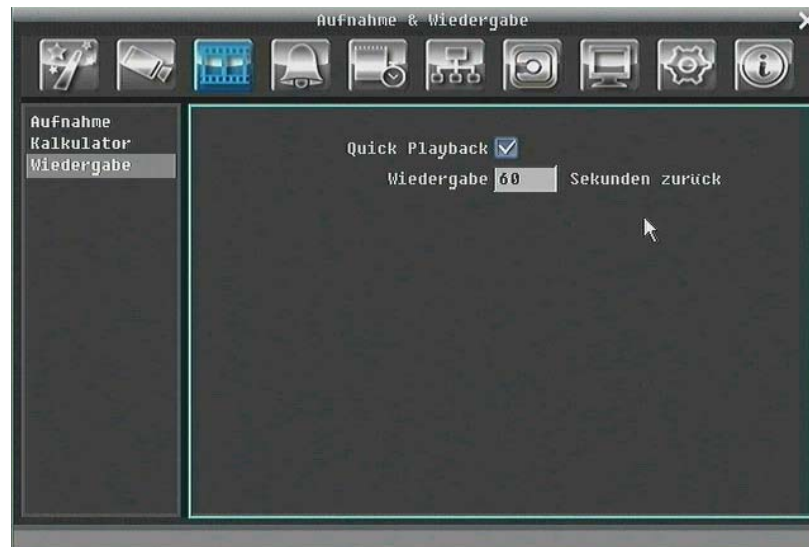 Aufnahme & Wiedergabe
Aufnahme
Kalkulator
Wiedergabe
Quick Playback
Wiedergabe 60 Sekunden zurück